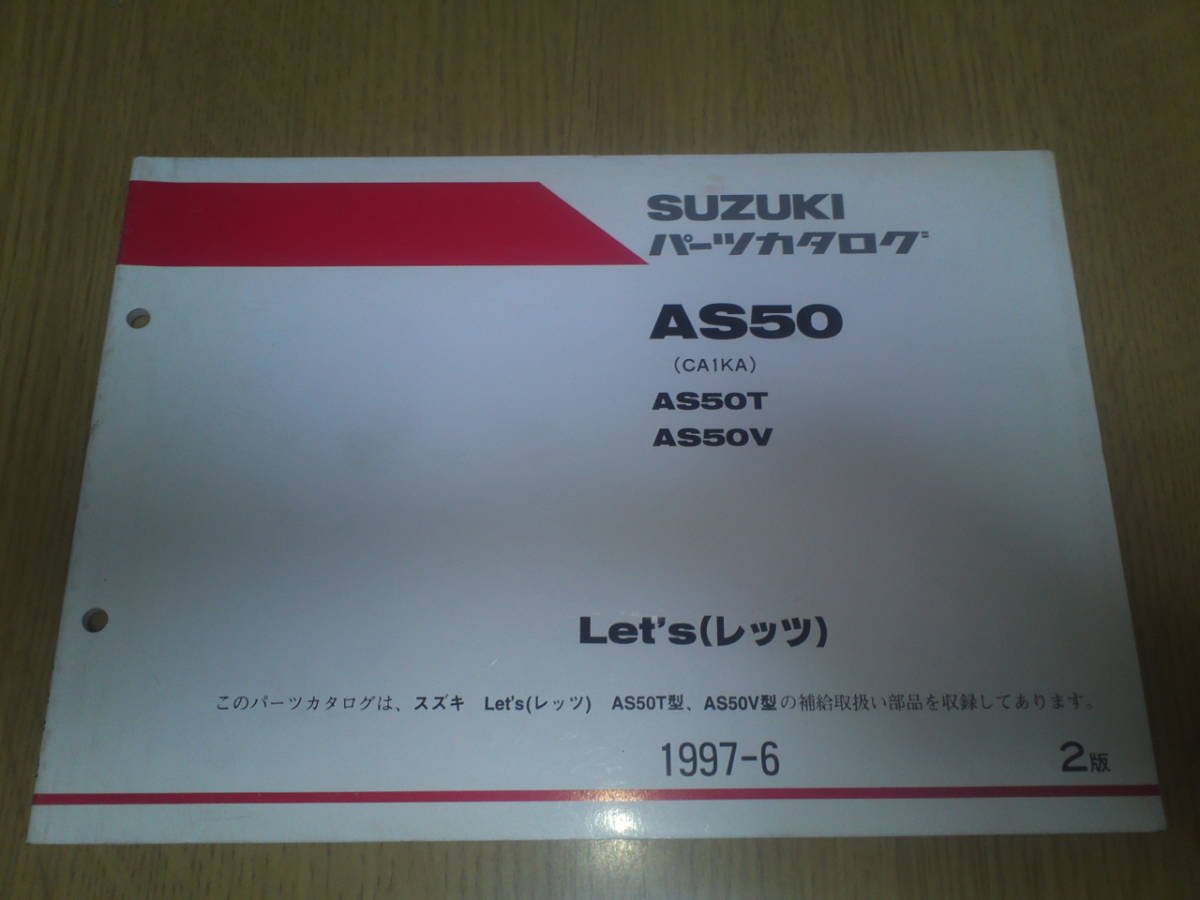 SUZUKI
パーツカタログ
AS50
(CA1KA)
AS50T
AS50V
Let's(レッツ)
このパーツカタログは、スズキ Let's(レッツ) AS50T型、AS50V型の補給取扱い部品を収録してあります。
1997-6 2版